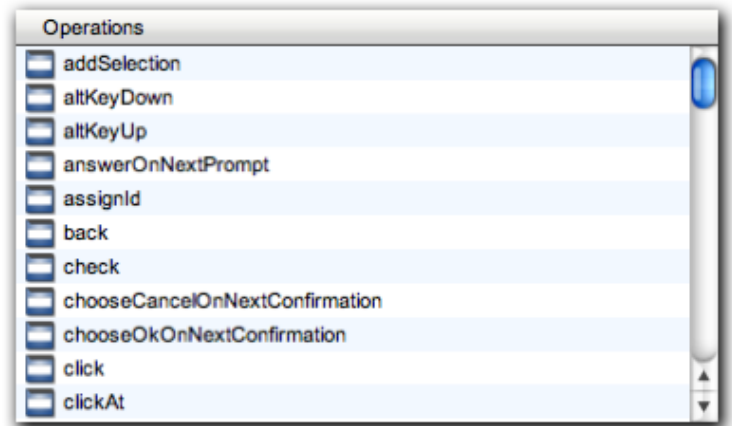 Operations
addSelection
altKeyDown
altKeyUp
answerOnNextPrompt
assignId
back
check
chooseCancelOnNextConfirmation
chooseOkOnNextConfirmation
click
clickAt